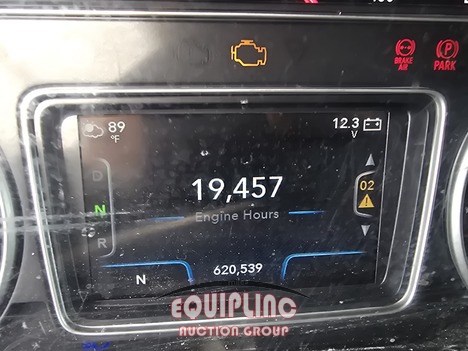 BRAKE
AIR
P
PARK
89
°F
12.3
V
D
N
R
19,457
Engine Hours
02
N
620,539
EQUIPLINC
AUCTION GROUP